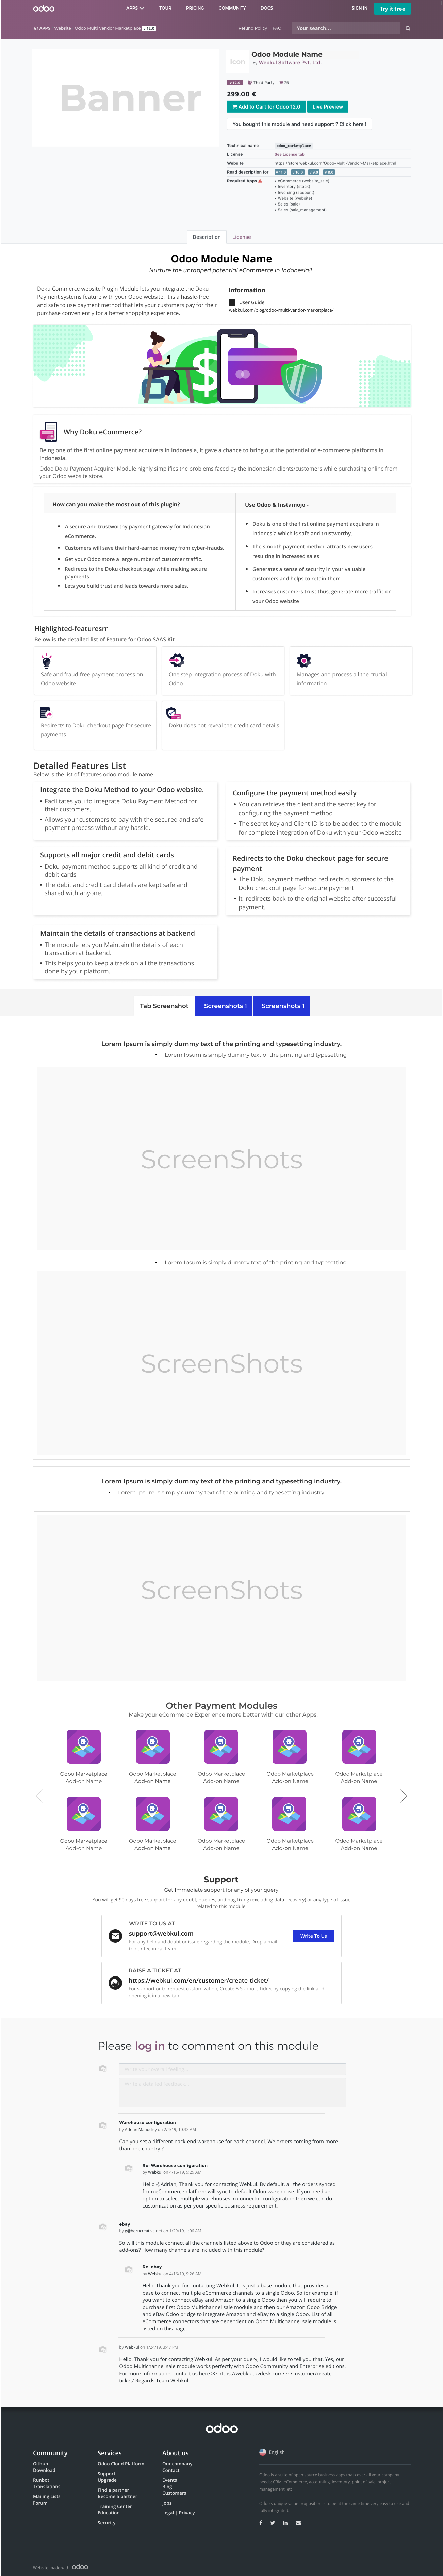 odoo
APPS TOUR PRICING COMMUNITY DOCS SIGN IN Try it free
APPS Website Odoo Multi Vendor Marketplace v 12.0 Refund Policy FAQ Your search...
Banner
Icon
Odoo Module Name
by Webkul Software Pvt. Ltd.
v 12.0 Third Party 75
299.00 €
Add to Cart for Odoo 12.0 Live Preview
You bought this module and need support ? Click here !
Technical name odoo_marketplace
License See License tab
Website https://store.webkul.com/Odoo-Multi-Vendor-Marketplace.html
Read description for v 11.0 v 10.0 v 9.0 v 8.0
Required Apps
• eCommerce (website_sale)
• Inventory (stock)
• Invoicing (account)
• Website (website)
• Sales (sale)
• Sales (sale_management)
Description License
Odoo Module Name
Nurture the untapped potential eCommerce in Indonesia!!
Doku Commerce website Plugin Module lets you integrate the Doku
Payment systems feature with your Odoo website. It is a hassle-free
and safe to use payment method that lets your customers pay for their
purchase conveniently for a better shopping experience.
Information
User Guide
webkul.com/blog/odoo-multi-vendor-marketplace/
Why Doku eCommerce?
Being one of the first online payment acquirers in Indonesia, it gave a chance to bring out the potential of e-commerce platforms in
Indonesia.
Odoo Doku Payment Acquirer Module highly simplifies the problems faced by the Indonesian clients/customers while purchasing online from
your Odoo website store.
How can you make the most out of this plugin?
• A secure and trustworthy payment gateway for Indonesian
eCommerce.
• Customers will save their hard-earned money from cyber-frauds.
• Get your Odoo store a large number of customer traffic.
• Redirects to the Doku checkout page while making secure
payments
• Lets you build trust and leads towards more sales.
Use Odoo & Instamojo -
• Doku is one of the first online payment acquirers in
Indonesia which is safe and trustworthy.
• The smooth payment method attracts new users
resulting in increased sales
• Generates a sense of security in your valuable
customers and helps to retain them
• Increases customers trust thus, generate more traffic on
your Odoo website
Highlighted-featuresrr
Below is the detailed list of Feature for Odoo SAAS Kit
Safe and fraud-free payment process on
Odoo website
One step integration process of Doku with
Odoo
Manages and process all the crucial
information
Redirects to Doku checkout page for secure
payments
Doku does not reveal the credit card details.
Detailed Features List
Below is the list of features odoo module name
Integrate the Doku Method to your Odoo website.
• Facilitates you to integrate Doku Payment Method for
their customers.
• Allows your customers to pay with the secured and safe
payment process without any hassle.
Configure the payment method easily
• You can retrieve the client and the secret key for
configuring the payment method
• The secret key and Client ID is to be added to the module
for complete integration of Doku with your Odoo website
Supports all major credit and debit cards
• Doku payment method supports all kind of credit and
debit cards
• The debit and credit card details are kept safe and
shared with anyone.
Redirects to the Doku checkout page for secure
payment
• The Doku payment method redirects customers to the
Doku checkout page for secure payment
• It redirects back to the original website after successful
payment.
Maintain the details of transactions at backend
• The module lets you Maintain the details of each
transaction at backend.
• This helps you to keep a track on all the transactions
done by your platform.
Tab Screenshot Screenshots 1 Screenshots 1
Lorem Ipsum is simply dummy text of the printing and typesetting industry.
• Lorem Ipsum is simply dummy text of the printing and typesetting
ScreenShots
• Lorem Ipsum is simply dummy text of the printing and typesetting
ScreenShots
Lorem Ipsum is simply dummy text of the printing and typesetting industry.
• Lorem Ipsum is simply dummy text of the printing and typesetting industry.
ScreenShots
Other Payment Modules
Make your eCommerce Experience more better with our other Apps.
Odoo Marketplace Odoo Marketplace Odoo Marketplace Odoo Marketplace Odoo Marketplace
Add-on Name Add-on Name Add-on Name Add-on Name Add-on Name
Odoo Marketplace Odoo Marketplace Odoo Marketplace Odoo Marketplace Odoo Marketplace
Add-on Name Add-on Name Add-on Name Add-on Name Add-on Name
Support
Get Immediate support for any of your query
You will get 90 days free support for any doubt, queries, and bug fixing (excluding data recovery) or any type of issue
related to this module.
WRITE TO US AT
support@webkul.com
For any help and doubt or issue regarding the module. Drop a mail
to our technical team.
Write To Us
RAISE A TICKET AT
https://webkul.com/en/customer/create-ticket/
For support or to request customisation, Create A Support Ticket by copying the link and
opening it in a new tab
Please log in to comment on this module
Warehouse configuration
by Adrian Maudsley on 2/4/19, 10:32 AM
Can you set a different back-end warehouse for each channel. We orders coming from more
than one country.?
Re: Warehouse configuration
by Webkul on 4/16/19, 9:29 AM
Hello @Adrian, Thank you for contacting Webkul. By default, all the orders synced
from eCommerce platform will sync to default Odoo warehouse. If you need an
option to select multiple warehouses in connector configuration then we can do
customization as per your specific business requirement.
ebay
by g@borncreative.net on 1/29/19, 1:06 AM
So will this module connect all the channels listed above to Odoo or they are considered as
add-ons? How many channels are included with this module?
Re: ebay
by Webkul on 4/16/19, 9:26 AM
Hello Thank you for contacting Webkul. It is just a base module that provides a
base to connect multiple eCommerce channels to a single Odoo. So for example, if
you want to connect eBay and Amazon to a single Odoo then you will require to
purchase first Odoo Multichannel sale module and then our Amazon Odoo Bridge
and eBay Odoo bridge to integrate Amazon and eBay to a single Odoo. List of all
eCommerce connectors that are dependent on Odoo Multichannel sale module is
listed on this page.
by Webkul on 1/24/19, 3:47 PM
Hello, Thank you for contacting Webkul. As per your query, I would like to tell you that, Yes, our
Odoo Multichannel sale module works perfectly with Odoo Community and Enterprise editions.
For more information, contact us here >> https://webkul.uvdesk.com/en/customer/create-
ticket/ Regards Team Webkul
odoo
Community
Github
Download
Runbot
Translations
Mailing Lists
Forum
Services
Odoo Cloud Platform
Support
Upgrade
Find a partner
Become a partner
Training Center
Education
Security
About us
Our company
Contact
Events
Blog
Customers
Jobs
Legal | Privacy
English
Odoo is a suite of open source business apps that cover all your company
needs: CRM, eCommerce, accounting, inventory, point of sale, project
management, etc.
Odoo's unique value proposition is to be at the same time very easy to use and
fully integrated.
Website made with odoo